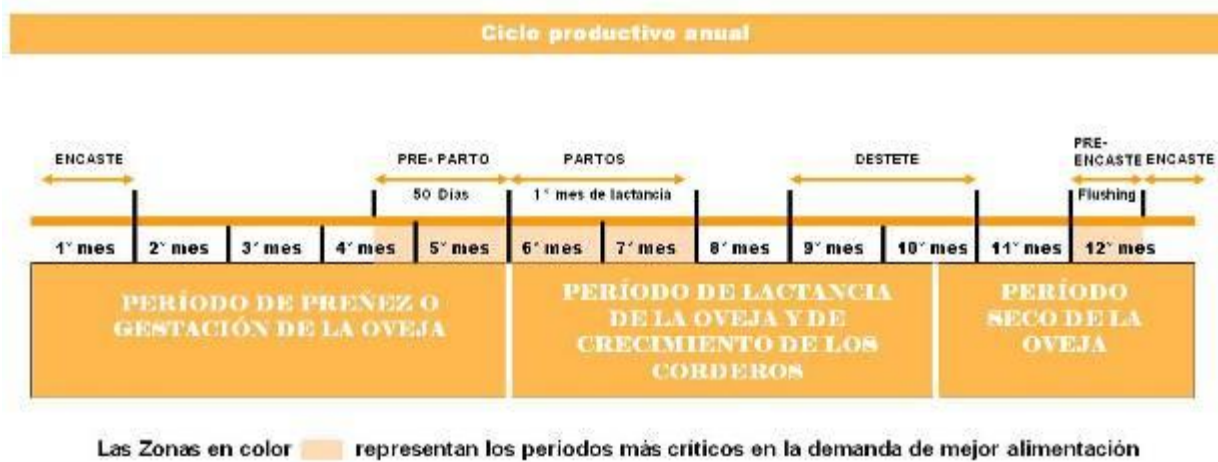 Ciclo productivo anual
PRE-
ENCASTE PRE- PARTO PARTOS DESTETE ENCASTE ENCASTE
50 Días 1˚ mes de lactancia Flushing
1˚ mes 2˚ mes 3˚ mes 4˚ mes 5˚ mes 6˚ mes 7˚ mes 8˚ mes 9˚ mes 10˚ mes 11˚ mes 12˚ mes
PERÍODO DE PREÑEZ O
GESTACIÓN DE LA OVEJA
PERÍODO DE LACTANCIA
DE LA OVEJA Y DE
CRECIMIENTO DE LOS
CORDEROS
PERÍODO
SECO DE LA
OVEJA
Las Zonas en color representan los periodos más críticos en la demanda de mejor alimentación